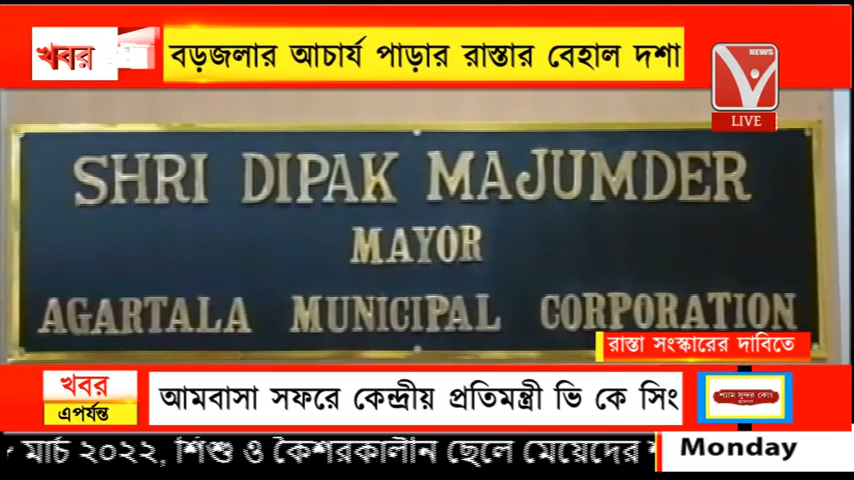 খবর
বড়জলার আচার্য পাড়ার রাস্তার বেহাল দশা
NEWS
V
LIVE
SHRI DIPAK MAJUMDER
MAYOR
AGARTALA MUNICIPAL CORPORATION
রাস্তা সংস্কারের দাবিতে
খবর
এপর্যন্ত
আমবাসা সফরে কেন্দ্রীয় প্রতিমন্ত্রী ভি কে সিং
শ্যাম সুন্দর কোং
মার্চ ২০২২, শিশু ও কৈশরকালীন ছেলে মেয়েদের
Monday